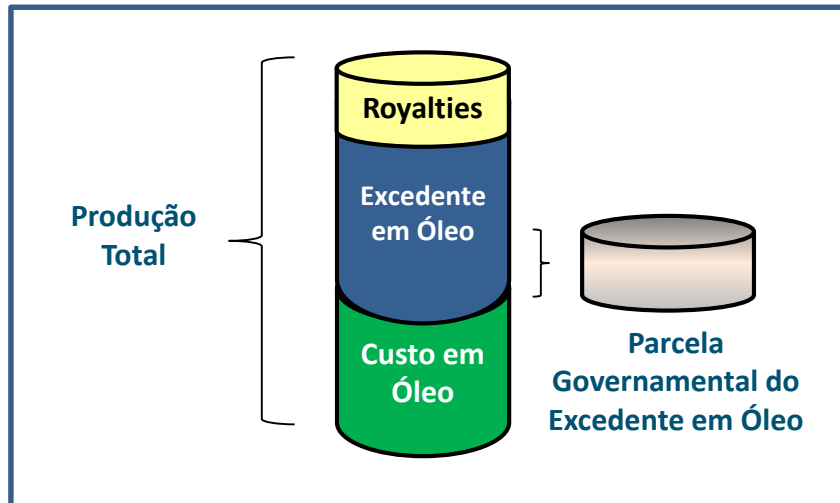 Royalties
Excedente
em Óleo
Produção
Total
Custo em
Óleo
Parcela
Governamental do
Excedente em Óleo